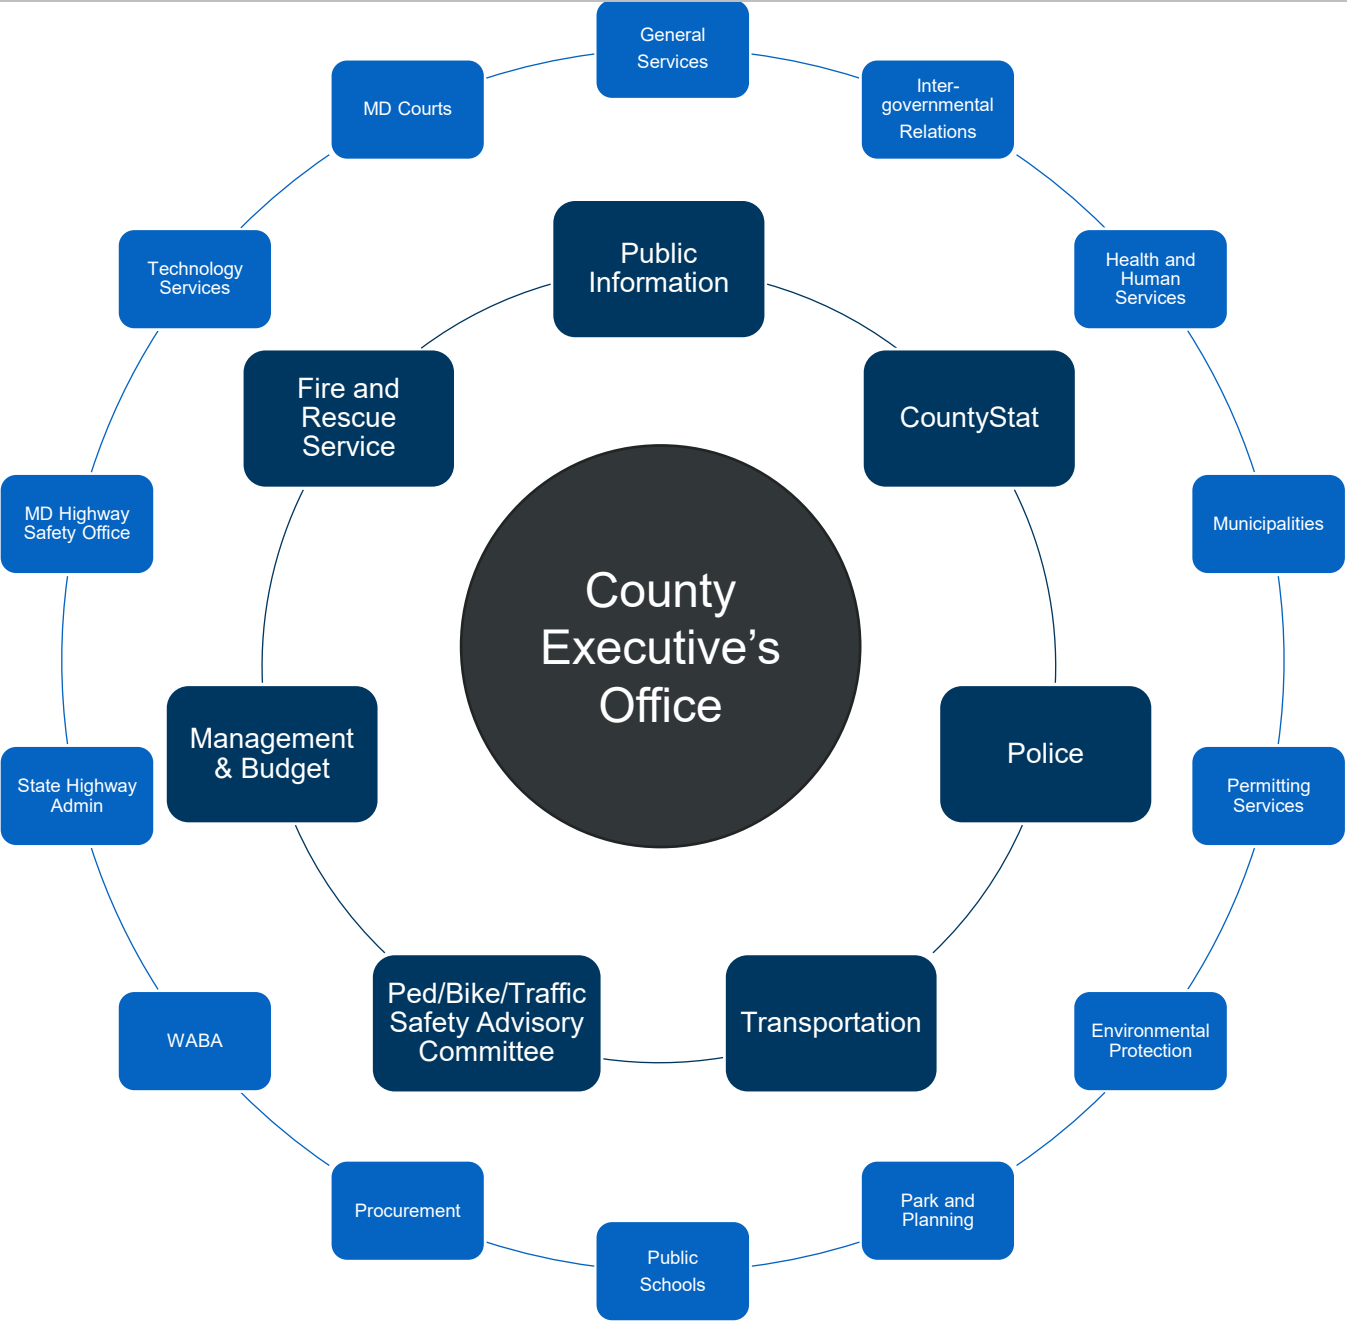 General
Services
Inter-
governmental
Relations
MD Courts
Health and
Human
Services
Technology
Services
Public
Information
Fire and
Rescue
Service
CountyStat
MD Highway
Safety Office
Municipalities
County
Executive’s
Office
Management
& Budget
Police
State Highway
Admin
Permitting
Services
Ped/Bike/Traffic
Safety Advisory
Committee
Transportation
WABA
Environmental
Protection
Procurement
Park and
Planning
Public
Schools